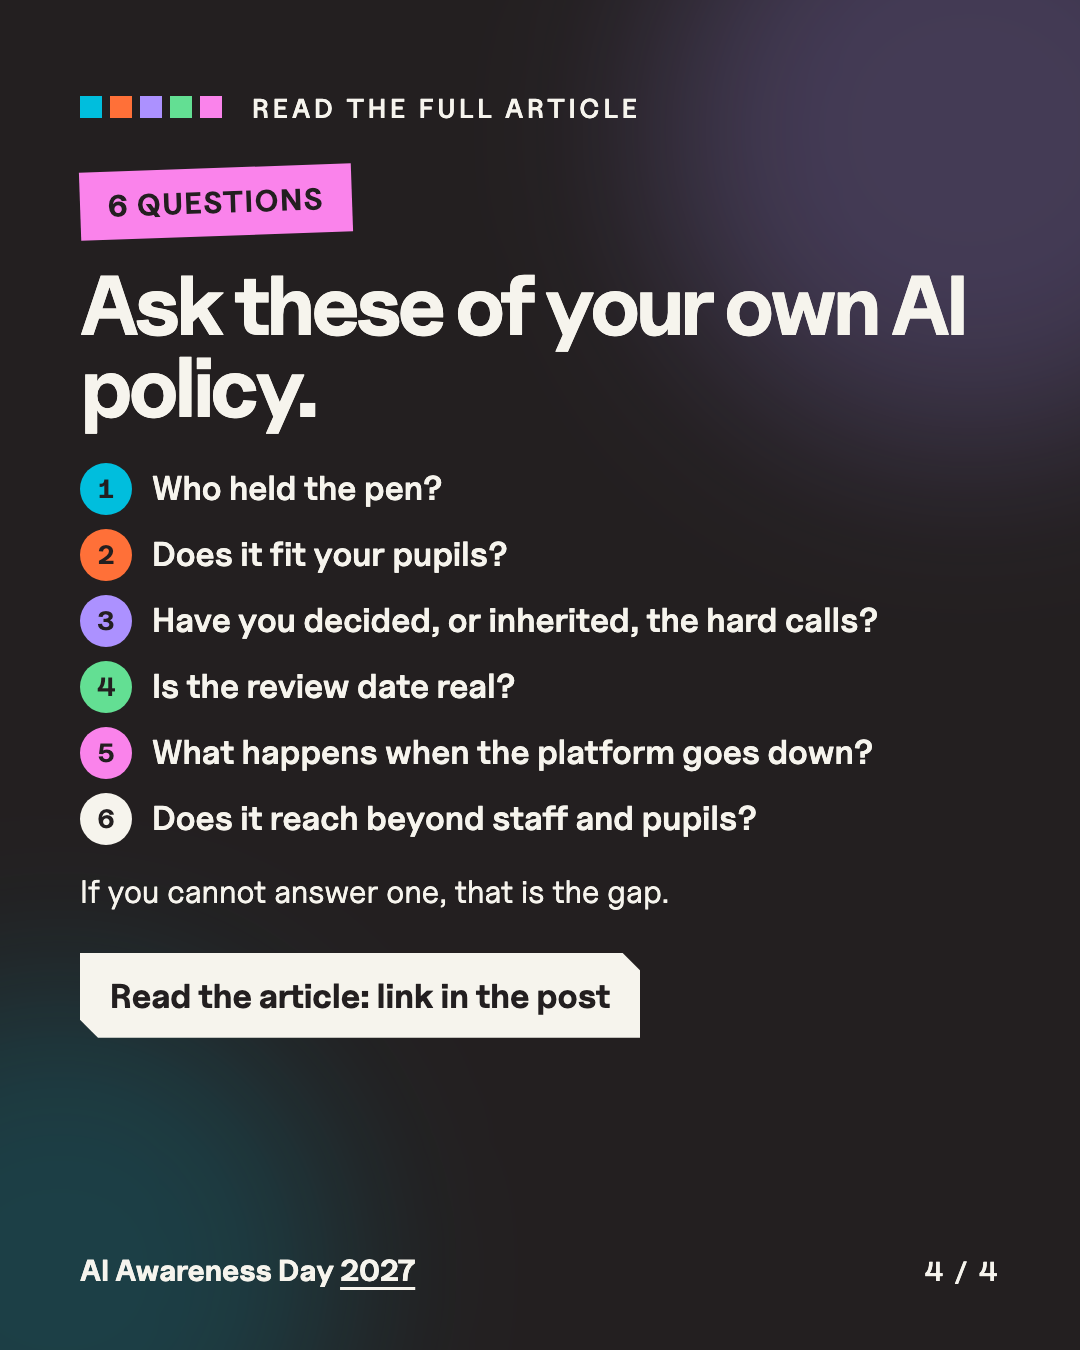 READ THE FULL ARTICLE
6 QUESTIONS
Ask these of your own AI
policy.
1 Who held the pen?
2 Does it fit your pupils?
3 Have you decided, or inherited, the hard calls?
4 Is the review date real?
5 What happens when the platform goes down?
6 Does it reach beyond staff and pupils?
If you cannot answer one, that is the gap.
Read the article: link in the post
AI Awareness Day 2027
4 / 4